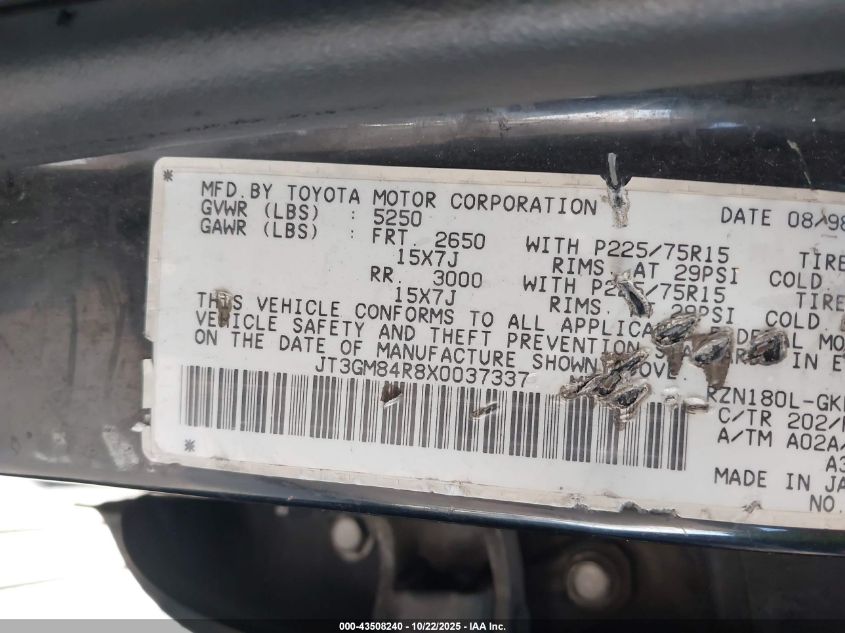 MFD. BY TOYOTA MOTOR CORPORATION DATE 08/98
GVWR (LBS) : 5250
GAWR (LBS) : FRT. 2650 WITH P225/75R15 TIRE
15X7J RIMS, AT 29PSI COLD
RR. 3000 WITH P225/75R15 TIRE
15X7J RIMS, 29PSI COLD
THIS VEHICLE CONFORMS TO ALL MO
VEHICLE SAFETY AND THEFT PREVENTION IN E
ON THE DATE OF MANUFACTURE SHOWN
JT3GM84R8X0037337 RZN180L-GK
C/TR 202/
A/TM A02A/
A3
MADE IN JA
NO.
000-43508240 - 10/22/2025 - IAA Inc.